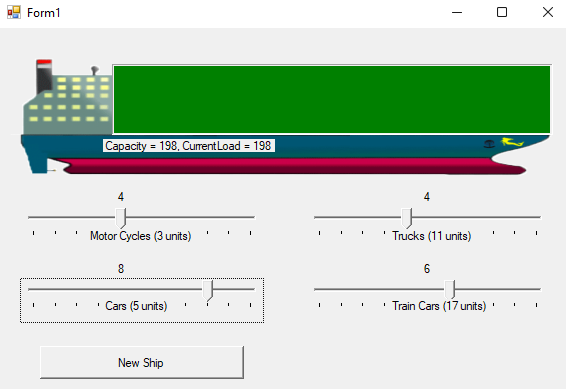 Form1
Capacity = 198, CurrentLoad = 198
4
4
Motor Cycles (3 units)
Trucks (11 units)
8
6
Cars (5 units)
Train Cars (17 units)
New Ship